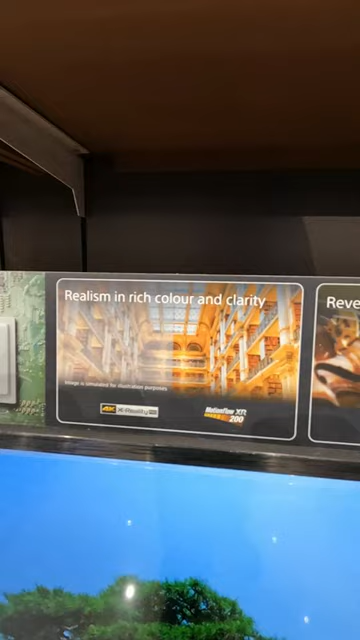 Realism in rich colour and clarity
Reve
Image is simulated for illustration purposes
4K X-Reality PRO
Motionflow XR
200